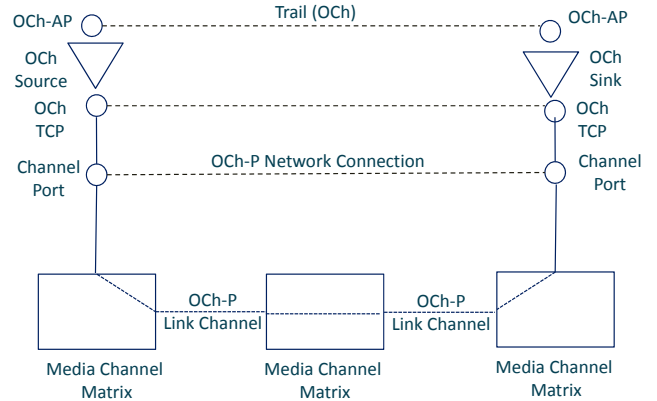 Trail (OCh)
OCh-AP
OCh-AP
OCh
Source
OCh
Sink
OCh
TCP
OCh
TCP
Channel
Port
OCh-P Network Connection
Channel
Port
OCh-P
Link Channel
OCh-P
Link Channel
Media Channel
Matrix
Media Channel
Matrix
Media Channel
Matrix